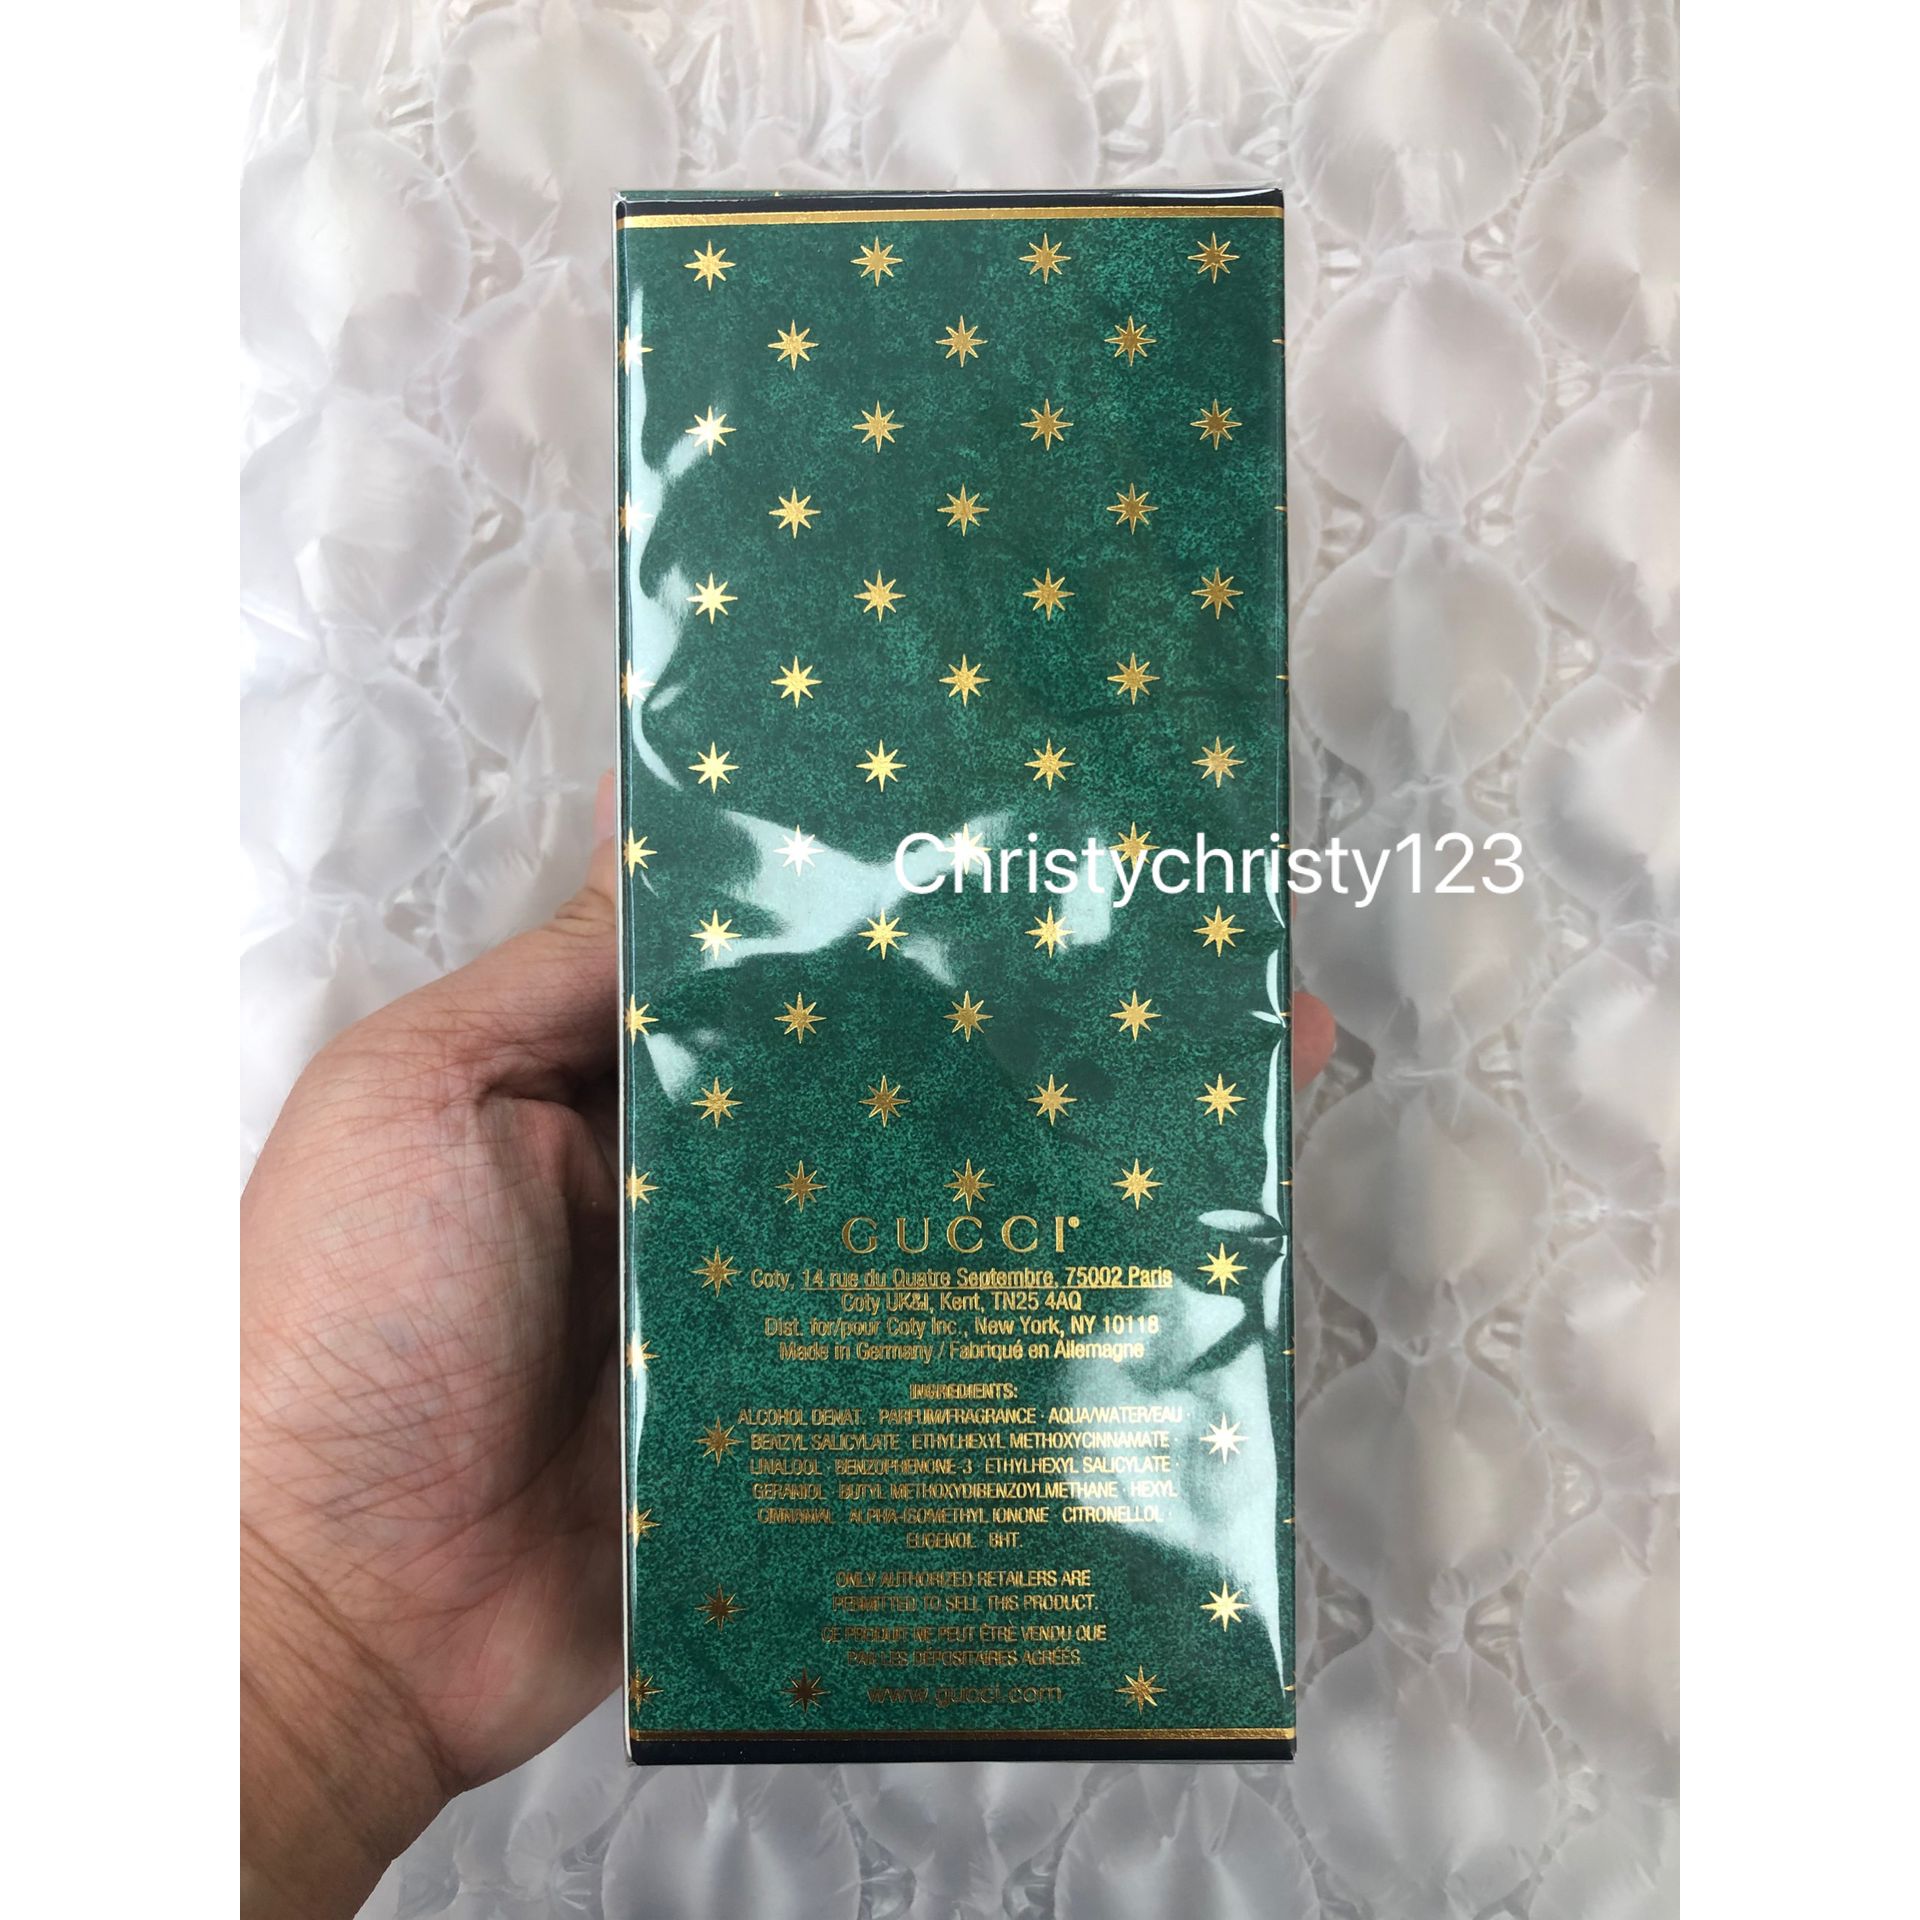 Christychristy123
GUCCI®
Coty, 14 rue du Quatre Septembre, 75002 Paris
Coty UK&I, Kent, TN25 4AQ
Dist. for/pour Coty Inc., New York, NY 10118
Made in Germany / Fabriqué en Allemagne
INGREDIENTS:
ALCOHOL DENAT. · PARFUM/FRAGRANCE · AQUA/WATER/EAU ·
BENZYL SALICYLATE · ETHYLHEXYL METHOXYCINNAMATE ·
LINALOOL · BENZOPHENONE-3 · ETHYLHEXYL SALICYLATE ·
GERANIOL · BUTYL METHOXYDIBENZOYLMETHANE · HEXYL
CINNAMAL · ALPHA-ISOMETHYL IONONE · CITRONELLOL ·
EUGENOL · BHT.
ONLY AUTHORIZED RETAILERS ARE
PERMITTED TO SELL THIS PRODUCT.
CE PRODUIT NE PEUT ÊTRE VENDU QUE
PAR LES DÉPOSITAIRES AGRÉÉS.
www.gucci.com